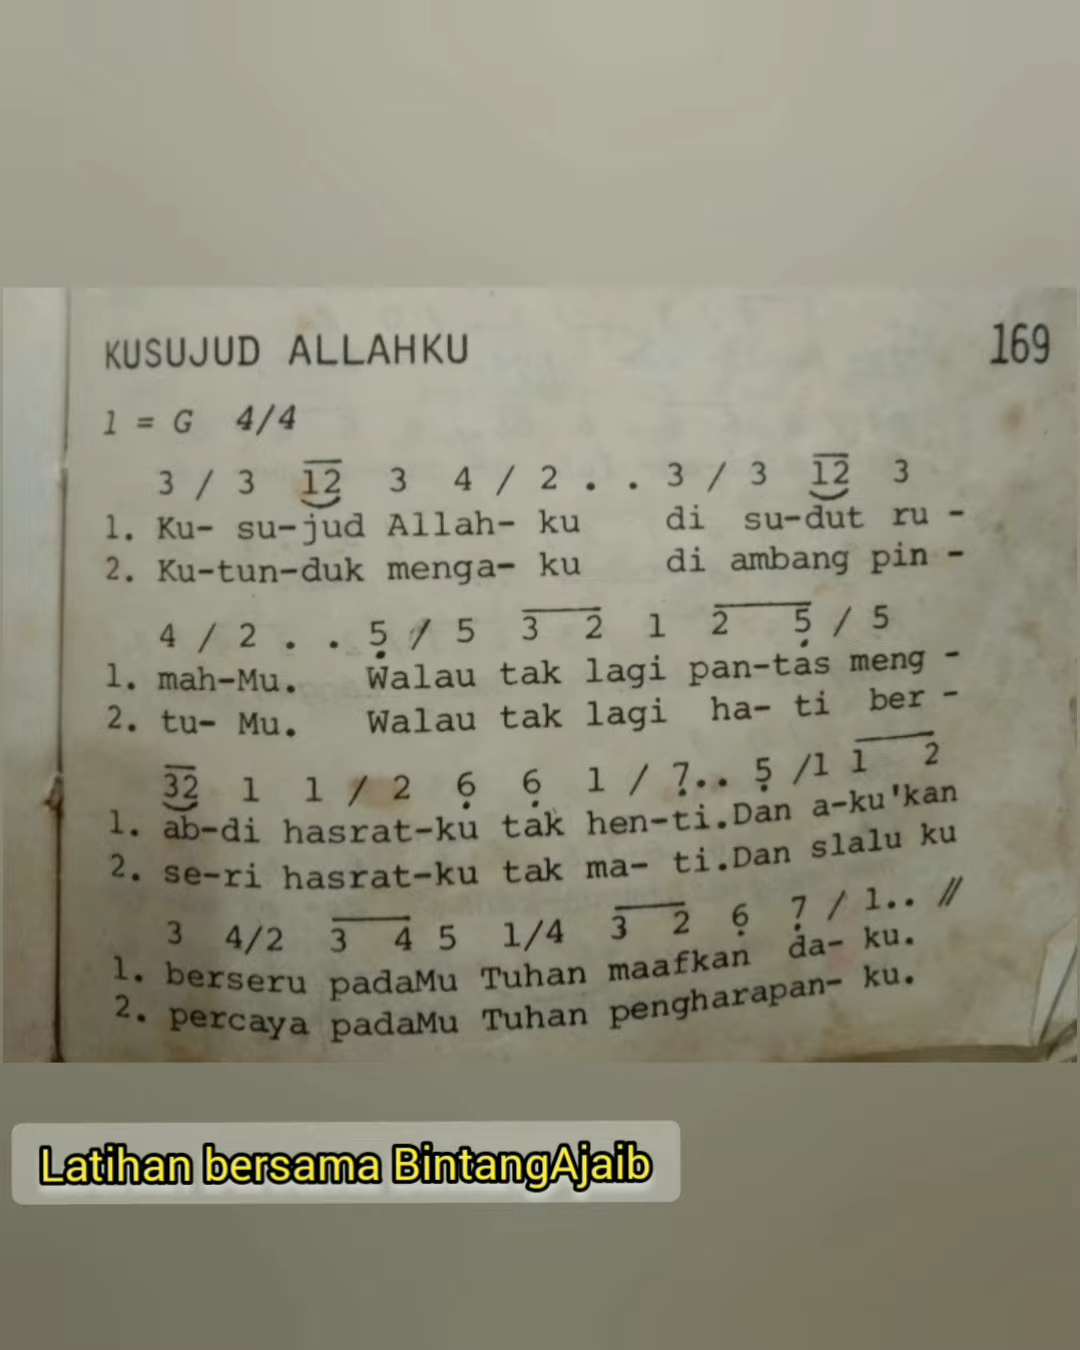 KUSUJUD ALLAHKU 169
1 = G 4/4
3 / 3 12 3 4 / 2 . . 3 / 3 12 3
1. Ku- su-jud Allah- ku di su-dut ru -
2. Ku-tun-duk menga- ku di ambang pin -
4 / 2 . . 5̣ / 5 3 2 1 2 5̣ / 5
1. mah-Mu. Walau tak lagi pan-tas meng -
2. tu- Mu. Walau tak lagi ha- ti ber -
32 1 1 / 2 6̣ 6̣ 1 / 7̣.. 5̣ /1 1 2
1. ab-di hasrat-ku tak hen-ti.Dan a-ku'kan
2. se-ri hasrat-ku tak ma- ti.Dan slalu ku
3 4/2 3 4 5 1/4 3 2 6̣ 7̣ / 1.. //
1. berseru padaMu Tuhan maafkan da- ku.
2. percaya padaMu Tuhan pengharapan- ku.
Latihan bersama BintangAjaib